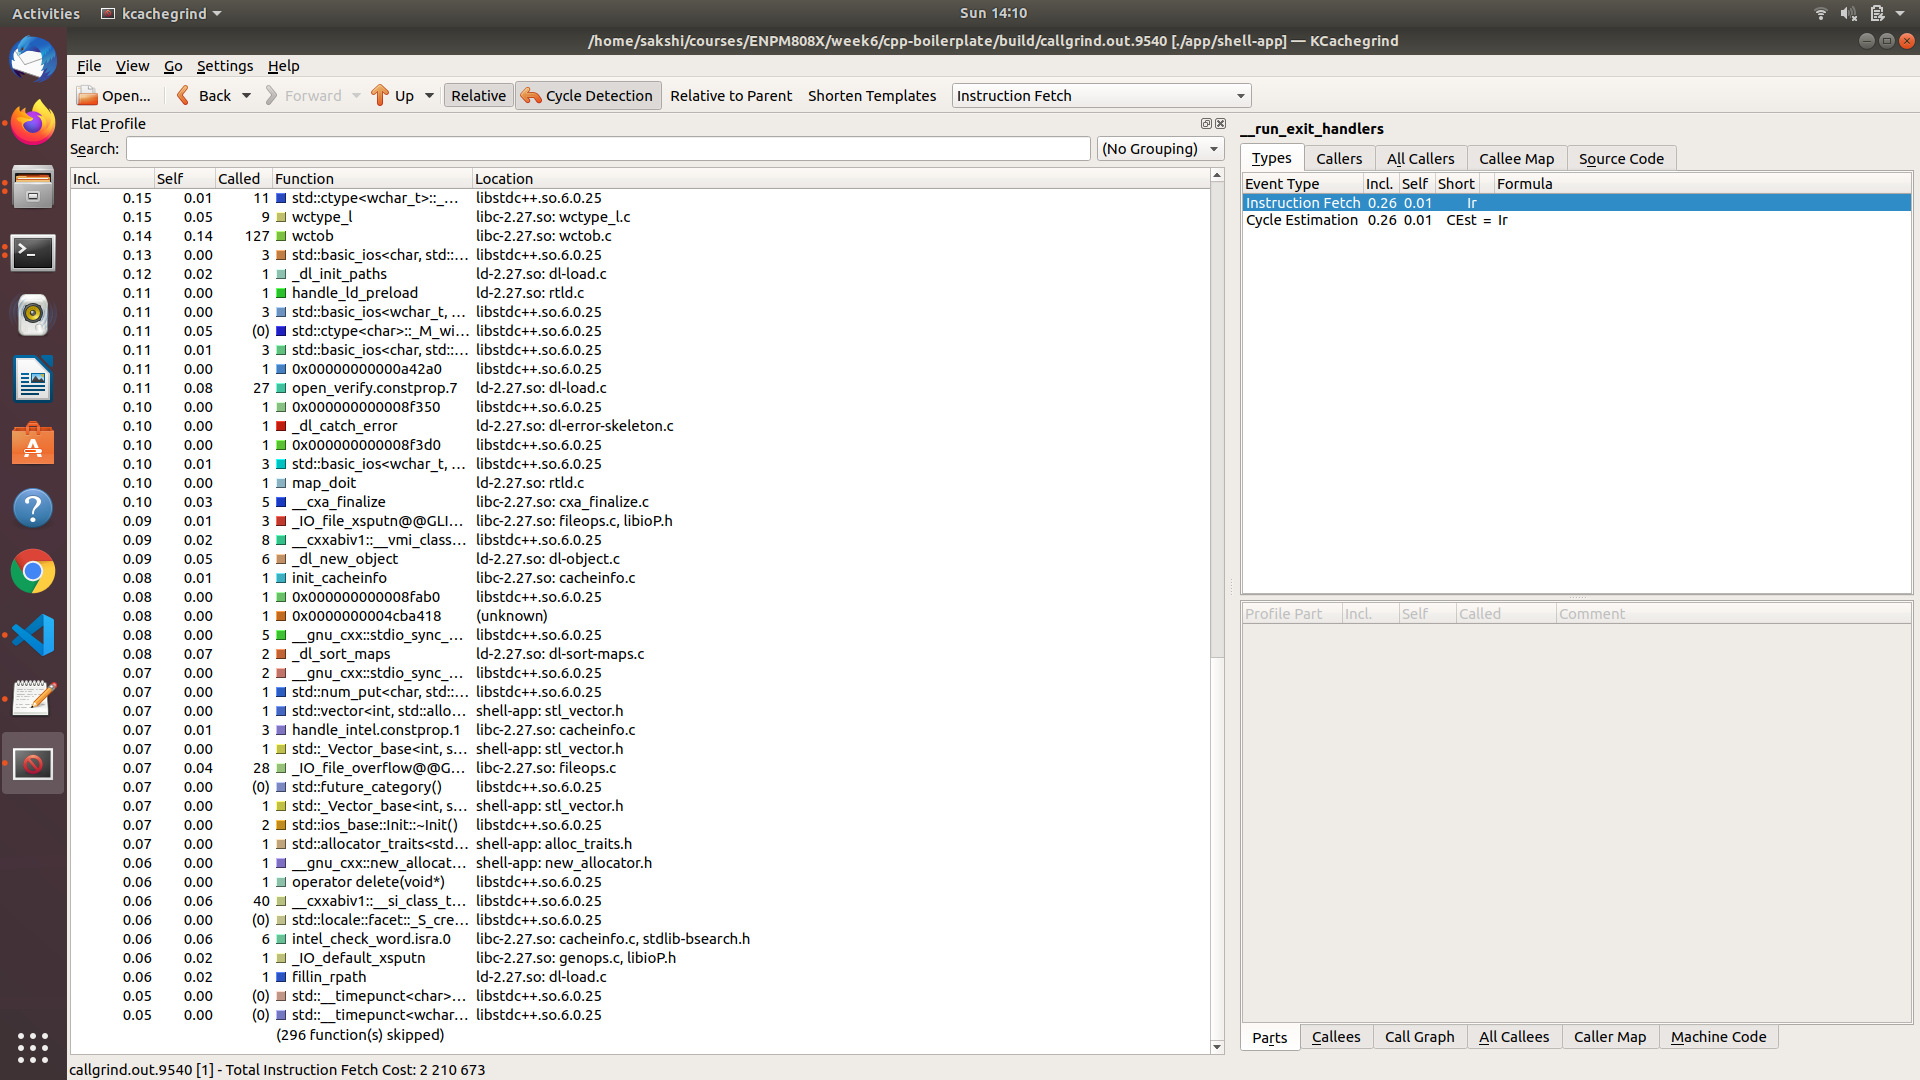 Activities kcachegrind Sun 14:10
/home/sakshi/courses/ENPM808X/week6/cpp-boilerplate/build/callgrind.out.9540 [./app/shell-app] — KCachegrind
File View Go Settings Help
Open... Back Forward Up Relative Cycle Detection Relative to Parent Shorten Templates Instruction Fetch
Flat Profile
Search: (No Grouping)
Incl. Self Called Function Location
0.15 0.01 11 std::ctype<wchar_t>::_... libstdc++.so.6.0.25
0.15 0.05 9 wctype_l libc-2.27.so: wctype_l.c
0.14 0.14 127 wctob libc-2.27.so: wctob.c
0.13 0.00 3 std::basic_ios<char, std::... libstdc++.so.6.0.25
0.12 0.02 1 _dl_init_paths ld-2.27.so: dl-load.c
0.11 0.00 1 handle_ld_preload ld-2.27.so: rtld.c
0.11 0.00 3 std::basic_ios<wchar_t, ... libstdc++.so.6.0.25
0.11 0.05 (0) std::ctype<char>::_M_wi... libstdc++.so.6.0.25
0.11 0.01 3 std::basic_ios<char, std::... libstdc++.so.6.0.25
0.11 0.00 1 0x00000000000a42a0 libstdc++.so.6.0.25
0.11 0.08 27 open_verify.constprop.7 ld-2.27.so: dl-load.c
0.10 0.00 1 0x000000000008f350 libstdc++.so.6.0.25
0.10 0.00 1 _dl_catch_error ld-2.27.so: dl-error-skeleton.c
0.10 0.00 1 0x000000000008f3d0 libstdc++.so.6.0.25
0.10 0.01 3 std::basic_ios<wchar_t, ... libstdc++.so.6.0.25
0.10 0.00 1 map_doit ld-2.27.so: rtld.c
0.10 0.03 5 __cxa_finalize libc-2.27.so: cxa_finalize.c
0.09 0.01 3 _IO_file_xsputn@@GLI... libc-2.27.so: fileops.c, libioP.h
0.09 0.02 8 __cxxabiv1::__vmi_class... libstdc++.so.6.0.25
0.09 0.05 6 _dl_new_object ld-2.27.so: dl-object.c
0.08 0.01 1 init_cacheinfo libc-2.27.so: cacheinfo.c
0.08 0.00 1 0x000000000008fab0 libstdc++.so.6.0.25
0.08 0.00 1 0x0000000004cba418 (unknown)
0.08 0.00 5 __gnu_cxx::stdio_sync_... libstdc++.so.6.0.25
0.08 0.07 2 _dl_sort_maps ld-2.27.so: dl-sort-maps.c
0.07 0.00 2 __gnu_cxx::stdio_sync_... libstdc++.so.6.0.25
0.07 0.00 1 std::num_put<char, std::... libstdc++.so.6.0.25
0.07 0.00 1 std::vector<int, std::allo... shell-app: stl_vector.h
0.07 0.01 3 handle_intel.constprop.1 libc-2.27.so: cacheinfo.c
0.07 0.00 1 std::_Vector_base<int, s... shell-app: stl_vector.h
0.07 0.04 28 _IO_file_overflow@@G... libc-2.27.so: fileops.c
0.07 0.00 (0) std::future_category() libstdc++.so.6.0.25
0.07 0.00 1 std::_Vector_base<int, s... shell-app: stl_vector.h
0.07 0.00 2 std::ios_base::Init::~Init() libstdc++.so.6.0.25
0.07 0.00 1 std::allocator_traits<std... shell-app: alloc_traits.h
0.06 0.00 1 __gnu_cxx::new_allocat... shell-app: new_allocator.h
0.06 0.00 1 operator delete(void*) libstdc++.so.6.0.25
0.06 0.06 40 __cxxabiv1::__si_class_t... libstdc++.so.6.0.25
0.06 0.00 (0) std::locale::facet::_S_cre... libstdc++.so.6.0.25
0.06 0.06 6 intel_check_word.isra.0 libc-2.27.so: cacheinfo.c, stdlib-bsearch.h
0.06 0.02 1 _IO_default_xsputn libc-2.27.so: genops.c, libioP.h
0.06 0.02 1 fillin_rpath ld-2.27.so: dl-load.c
0.05 0.00 (0) std::__timepunct<char>... libstdc++.so.6.0.25
0.05 0.00 (0) std::__timepunct<wchar... libstdc++.so.6.0.25
(296 function(s) skipped)
__run_exit_handlers
Types Callers All Callers Callee Map Source Code
Event Type Incl. Self Short Formula
Instruction Fetch 0.26 0.01 Ir
Cycle Estimation 0.26 0.01 CEst = Ir
Profile Part Incl. Self Called Comment
Parts Callees Call Graph All Callees Caller Map Machine Code
callgrind.out.9540 [1] - Total Instruction Fetch Cost: 2 210 673